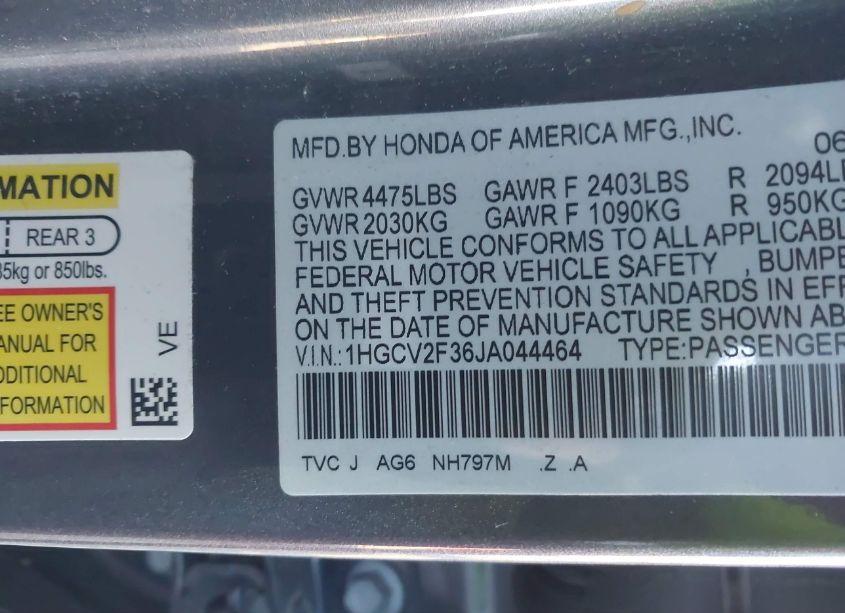 MATION
REAR 3
35kg or 850lbs.
EE OWNER'S
ANUAL FOR
DDITIONAL
FORMATION
VE
MFD.BY HONDA OF AMERICA MFG.,INC. 06
GVWR 4475LBS GAWR F 2403LBS R 2094LB
GVWR 2030KG GAWR F 1090KG R 950KG
THIS VEHICLE CONFORMS TO ALL APPLICABL
FEDERAL MOTOR VEHICLE SAFETY , BUMPE
AND THEFT PREVENTION STANDARDS IN EFF
ON THE DATE OF MANUFACTURE SHOWN AB
V.I.N.:1HGCV2F36JA044464 TYPE:PASSENGER
TVC J AG6 NH797M .Z .A